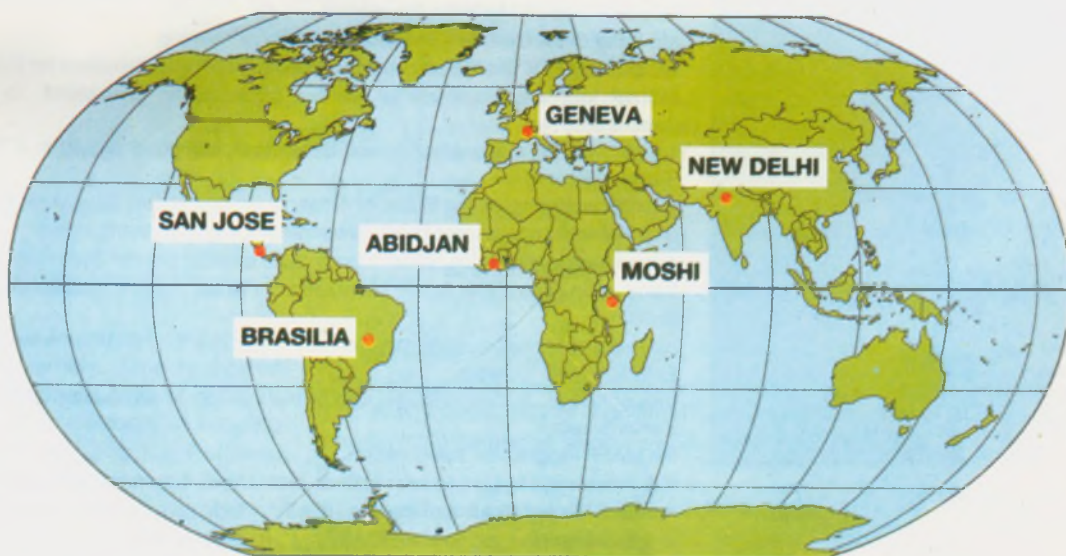 GENEVA
NEW DELHI
SAN JOSE
ABIDJAN
MOSHI
BRASILIA